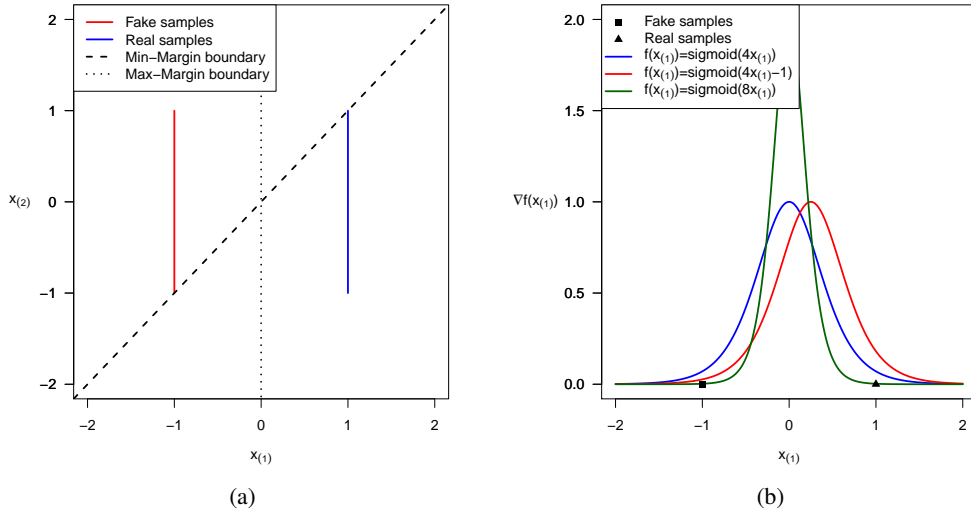 Fake samples
Real samples
Min−Margin boundary
Max−Margin boundary
2
1
0
−1
−2
x(2)
−2 −1 0 1 2
x(1)
(a)
Fake samples
Real samples
f(x(1))=sigmoid(4x(1))
f(x(1))=sigmoid(4x(1)−1)
f(x(1))=sigmoid(8x(1))
2.0
1.5
1.0
0.5
0.0
∇f(x(1))
−2 −1 0 1 2
x(1)
(b)